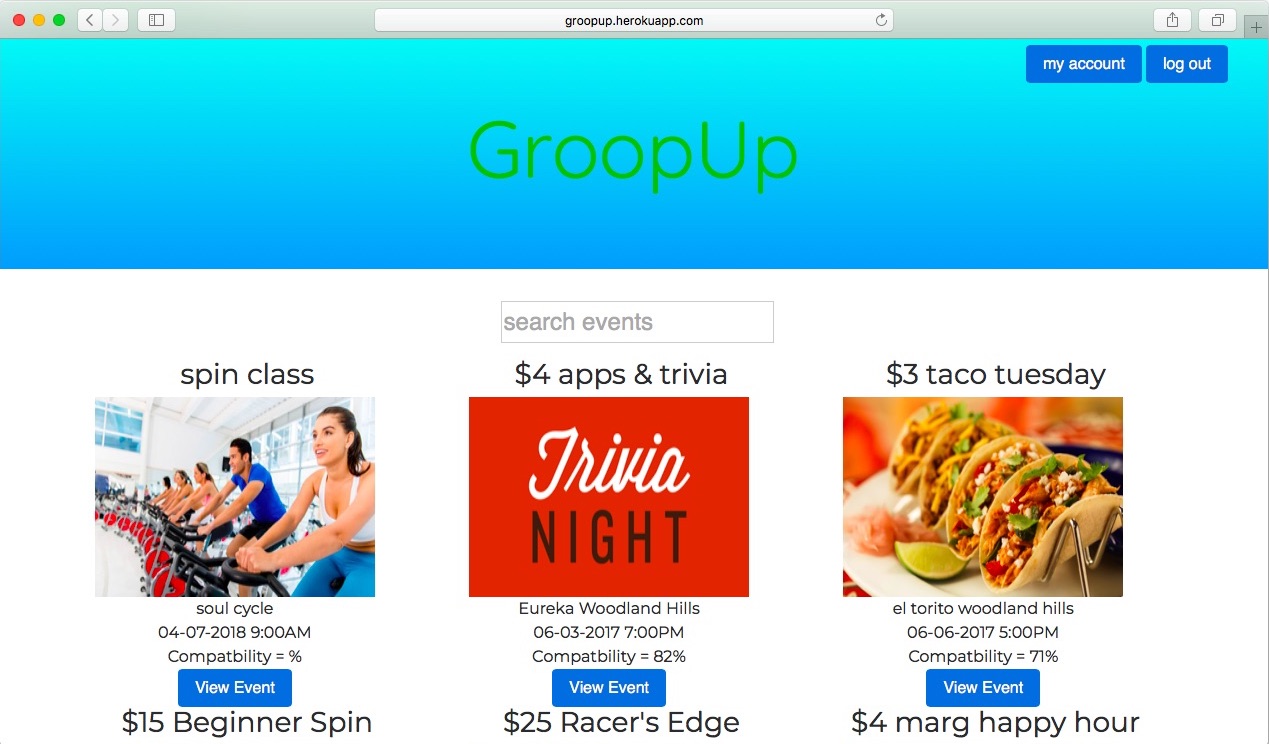 groopup.herokuapp.com
my account
log out
GroopUp
search events
spin class
$4 apps & trivia
$3 taco tuesday
Trivia
NIGHT
soul cycle
04-07-2018 9:00AM
Compatbility = %
View Event
Eureka Woodland Hills
06-03-2017 7:00PM
Compatbility = 82%
View Event
el torito woodland hills
06-06-2017 5:00PM
Compatbility = 71%
View Event
$15 Beginner Spin
$25 Racer's Edge
$4 marg happy hour